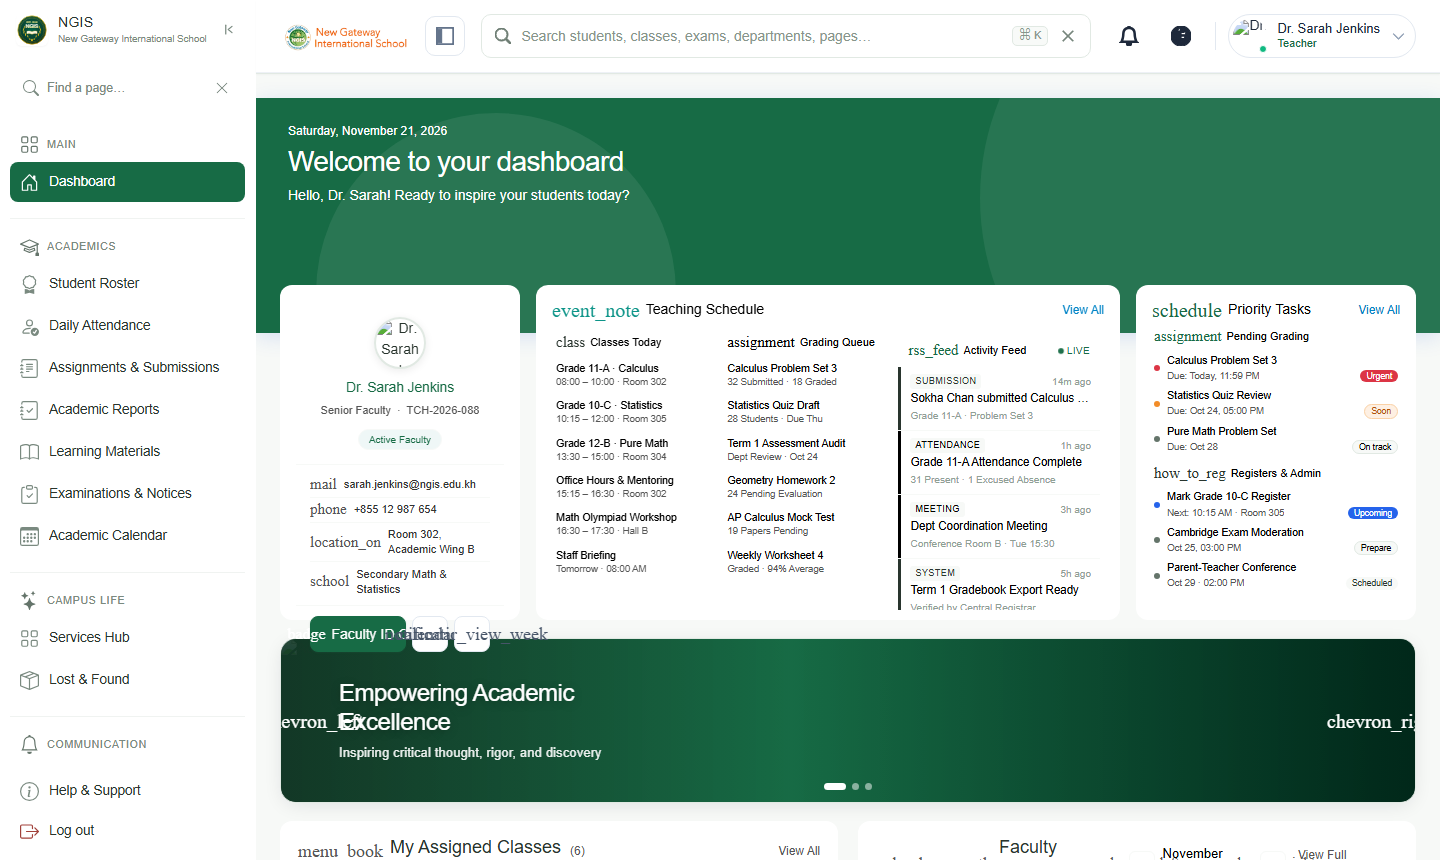 NGIS
New Gateway International School
Find a page...
MAIN
Dashboard
ACADEMICS
Student Roster
Daily Attendance
Assignments & Submissions
Academic Reports
Learning Materials
Examinations & Notices
Academic Calendar
CAMPUS LIFE
Services Hub
Lost & Found
COMMUNICATION
Help & Support
Log out
New Gateway
International School
Search students, classes, exams, departments, pages...
⌘ K
Dr. Sarah Jenkins
Teacher
Saturday, November 21, 2026
Welcome to your dashboard
Hello, Dr. Sarah! Ready to inspire your students today?
Dr.
Sarah
Dr. Sarah Jenkins
Senior Faculty · TCH-2026-088
Active Faculty
mail sarah.jenkins@ngis.edu.kh
phone +855 12 987 654
location_on Room 302, Academic Wing B
school Secondary Math & Statistics
Faculty ID
event_note Teaching Schedule
View All
class Classes Today
Grade 11-A · Calculus
08:00 – 10:00 · Room 302
Grade 10-C · Statistics
10:15 – 12:00 · Room 305
Grade 12-B · Pure Math
13:30 – 15:00 · Room 304
Office Hours & Mentoring
15:15 – 16:30 · Room 302
Math Olympiad Workshop
16:30 – 17:30 · Hall B
Staff Briefing
Tomorrow · 08:00 AM
assignment Grading Queue
Calculus Problem Set 3
32 Submitted · 18 Graded
Statistics Quiz Draft
28 Students · Due Thu
Term 1 Assessment Audit
Dept Review · Oct 24
Geometry Homework 2
24 Pending Evaluation
AP Calculus Mock Test
19 Papers Pending
Weekly Worksheet 4
Graded · 94% Average
rss_feed Activity Feed
LIVE
SUBMISSION
14m ago
Sokha Chan submitted Calculus ...
Grade 11-A · Problem Set 3
ATTENDANCE
1h ago
Grade 11-A Attendance Complete
31 Present · 1 Excused Absence
MEETING
3h ago
Dept Coordination Meeting
Conference Room B · Tue 15:30
SYSTEM
5h ago
Term 1 Gradebook Export Ready
Verified by Central Registrar
schedule Priority Tasks
View All
assignment Pending Grading
Calculus Problem Set 3
Due: Today, 11:59 PM
Urgent
Statistics Quiz Review
Due: Oct 24, 05:00 PM
Soon
Pure Math Problem Set
Due: Oct 28
On track
how_to_reg Registers & Admin
Mark Grade 10-C Register
Next: 10:15 AM · Room 305
Upcoming
Cambridge Exam Moderation
Oct 25, 03:00 PM
Prepare
Parent-Teacher Conference
Oct 29 · 02:00 PM
Scheduled
Empowering Academic
Excellence
Inspiring critical thought, rigor, and discovery
menu_book My Assigned Classes (6)
View All
Faculty
November
View Full